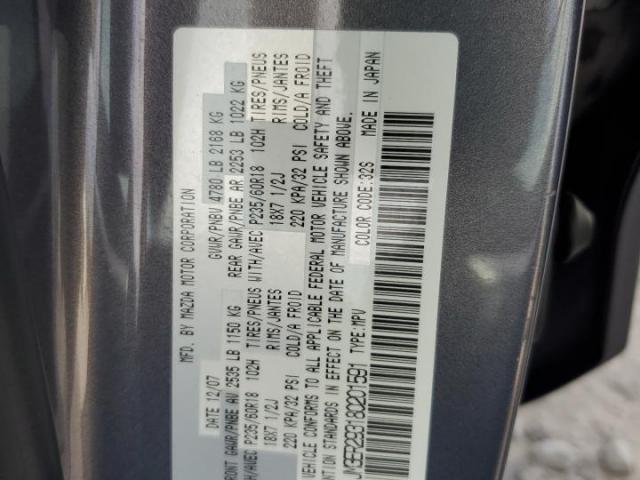 MFD. BY MAZDA MOTOR CORPORATION
DATE 12/07 GVWR/PNBV 4780 LB 2168 KG
FRONT GAWR/PNBE AV 2535 LB 1150 KG REAR GAWR/PNBE AR 2253 LB 1022 KG
H/AVEC P235/60R18 102H TIRES/PNEUS WITH/AVEC P235/60R18 102H TIRES/PNEUS
18X7 1/2J RIMS/JANTES 18X7 1/2J RIMS/JANTES
220 KPA/32 PSI COLD/A FROID 220 KPA/32 PSI COLD/A FROID
VEHICLE CONFORMS TO ALL APPLICABLE FEDERAL MOTOR VEHICLE SAFETY AND THEFT
STANDARDS IN EFFECT ON THE DATE OF MANUFACTURE SHOWN ABOVE.
JM3ER293180201591 TYPE:MPV COLOR CODE:32S MADE IN JAPAN